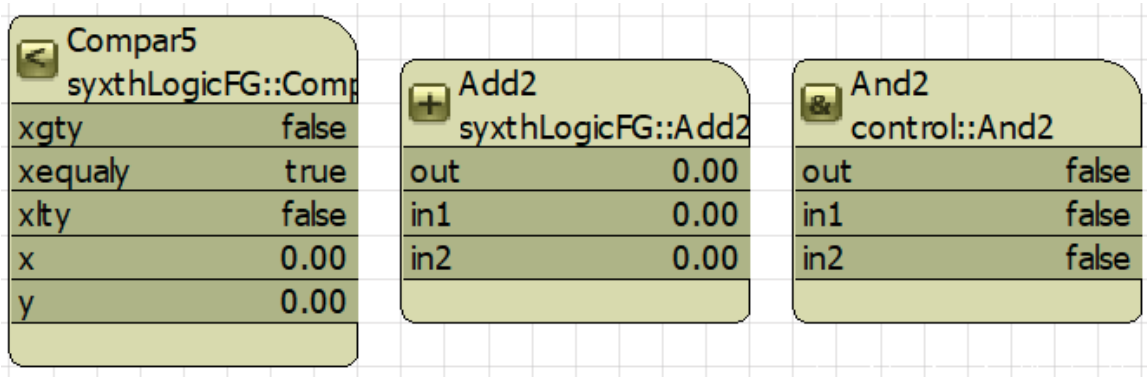 <
Compar5
syxthLogicFG::Comp
xgty false
xequaly true
xlty false
x 0.00
y 0.00
+
Add2
syxthLogicFG::Add2
out 0.00
in1 0.00
in2 0.00
&
And2
control::And2
out false
in1 false
in2 false